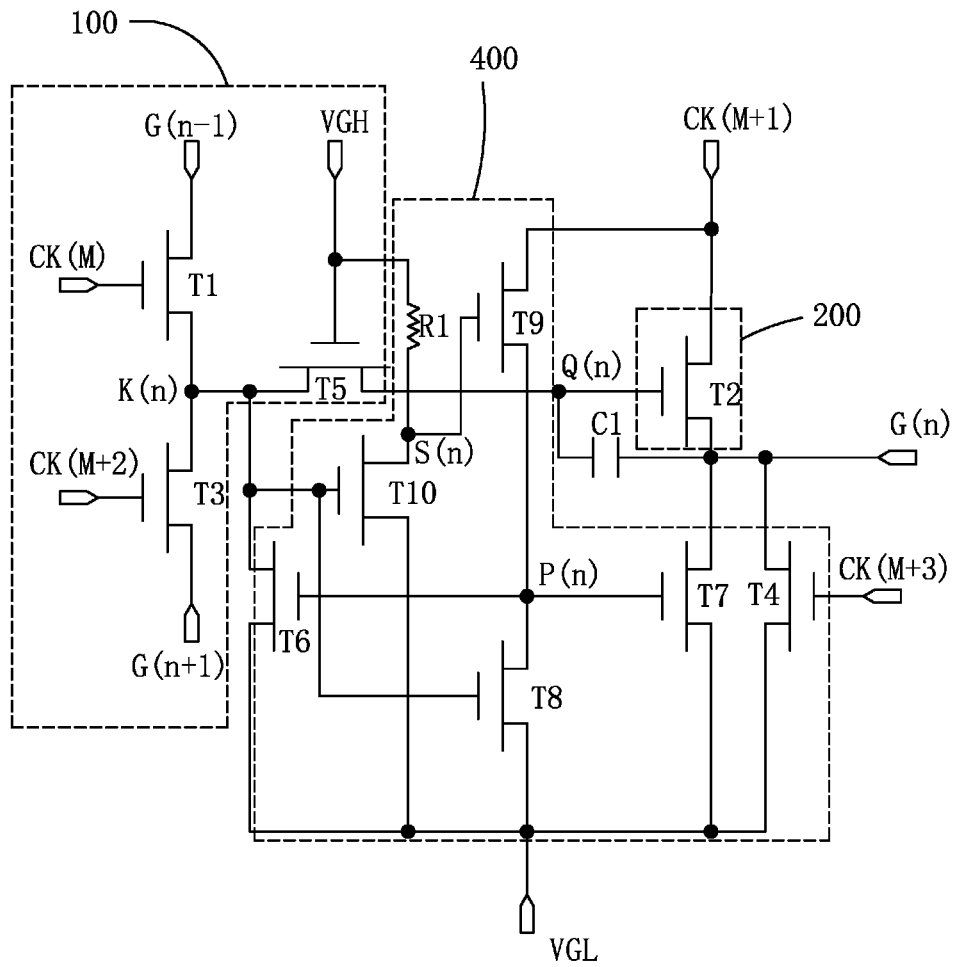 100
400
G(n-1)
VGH
CK(M+1)
CK(M)
T1
R1
T9
200
K(n)
T5
Q(n)
T2
C1
G(n)
CK(M+2)
T3
S(n)
T10
P(n)
T7
T4
CK(M+3)
G(n+1)
T6
T8
VGL